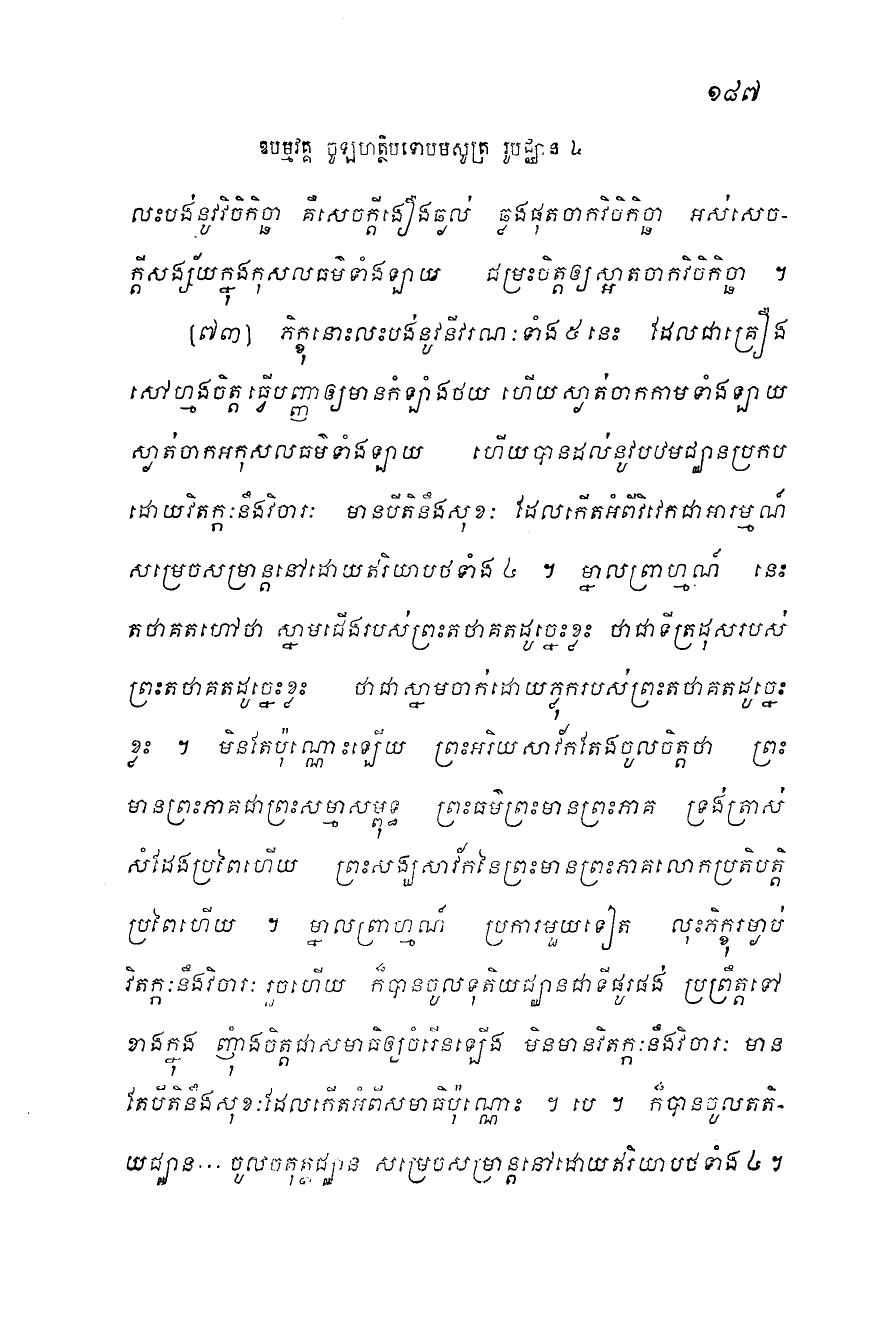 ១៨៧
ឧបម្មវគ្គ ចូឡហត្ថិបទោបមសូត្រ រូបជ្ឈាន ៤
លះបង់នូវវិចិកិច្ឆា គឺសេចក្តីងឿងធ្ងល់ ឆ្លងផុតចាកវិចិកិច្ឆា អស់សេច-
ក្តីសង្ស័យក្នុងកុសលធម៌ទាំងឡាយ ជម្រះចិត្តឲ្យស្អាតចាកវិចិកិច្ឆា ។
(៧៣) ភិក្ខុនោះលះបង់នូវនីវរណៈទាំង ៥ នេះ ដែលជាគ្រឿង
សៅហ្មងចិត្ត ធ្វើបញ្ញាឲ្យមានកំឡាំងថយ ហើយស្ងាត់ចាកកាមទាំងឡាយ
ស្ងាត់ចាកអកុសលធម៌ទាំងឡាយ ហើយបានដល់នូវបឋមជ្ឈានប្រកប
ដោយវិតក្កៈនឹងវិចារៈ មានបីតិនឹងសុខៈ ដែលកើតអំពីវិវេកជាអារម្មណ៍
សម្រេចសម្រាន្តនៅដោយឥរិយាបថទាំង ៤ ។ ម្នាលព្រាហ្មណ៍ នេះ
តថាគតហៅថា ស្នាមជើងរបស់ព្រះតថាគតដូច្នេះខ្លះ ថាជាទីត្រដុសរបស់
ព្រះតថាគតដូច្នេះខ្លះ ថាជាស្នាមចាក់ដោយភ្លុករបស់ព្រះតថាគតដូច្នេះ
ខ្លះ ។ មិនតែប៉ុណ្ណោះឡើយ ព្រះអរិយសាវ័កតែងចូលចិត្តថា ព្រះ
មានព្រះភាគជាព្រះសម្មាសម្ពុទ្ធ ព្រះធម៌ព្រះមានព្រះភាគ ទ្រង់ត្រាស់
សំដែងប្រពៃហើយ ព្រះសង្ឃសាវ័កនៃព្រះមានព្រះភាគលោកប្រតិបត្តិ
ប្រពៃហើយ ។ ម្នាលព្រាហ្មណ៍ ប្រការមួយទៀត លុះភិក្ខុរម្ងាប់
វិតក្កៈនឹងវិចារៈ រួចហើយ ក៏បានចូលទុតិយជ្ឈានជាទីផូរផង់ ប្រព្រឹត្តទៅ
ខាងក្នុង ញ៉ាំងចិត្តជាសមាធិឲ្យចំរើនឡើង មិនមានវិតក្កៈនឹងវិចារៈ មាន
តែបីតិនឹងសុខៈដែលកើតអំពីសមាធិប៉ុណ្ណោះ ។ បេ ។ ក៏បានចូលតតិ-
យជ្ឈាន... ចូលចតុត្ថជ្ឈាន សម្រេចសម្រាន្តនៅដោយឥរិយាបថទាំង ៤ ។